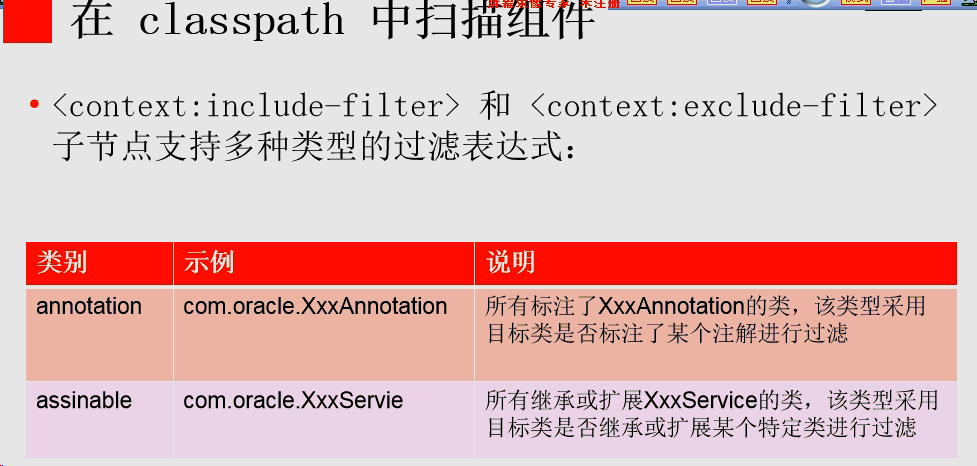 在 classpath 中扫描组件
• <context:include-filter> 和 <context:exclude-filter>
子节点支持多种类型的过滤表达式：
类别 示例 说明
annotation com.oracle.XxxAnnotation 所有标注了XxxAnnotation的类，该类型采用
目标类是否标注了某个注解进行过滤
assinable com.oracle.XxxServie 所有继承或扩展XxxService的类，该类型采用
目标类是否继承或扩展某个特定类进行过滤